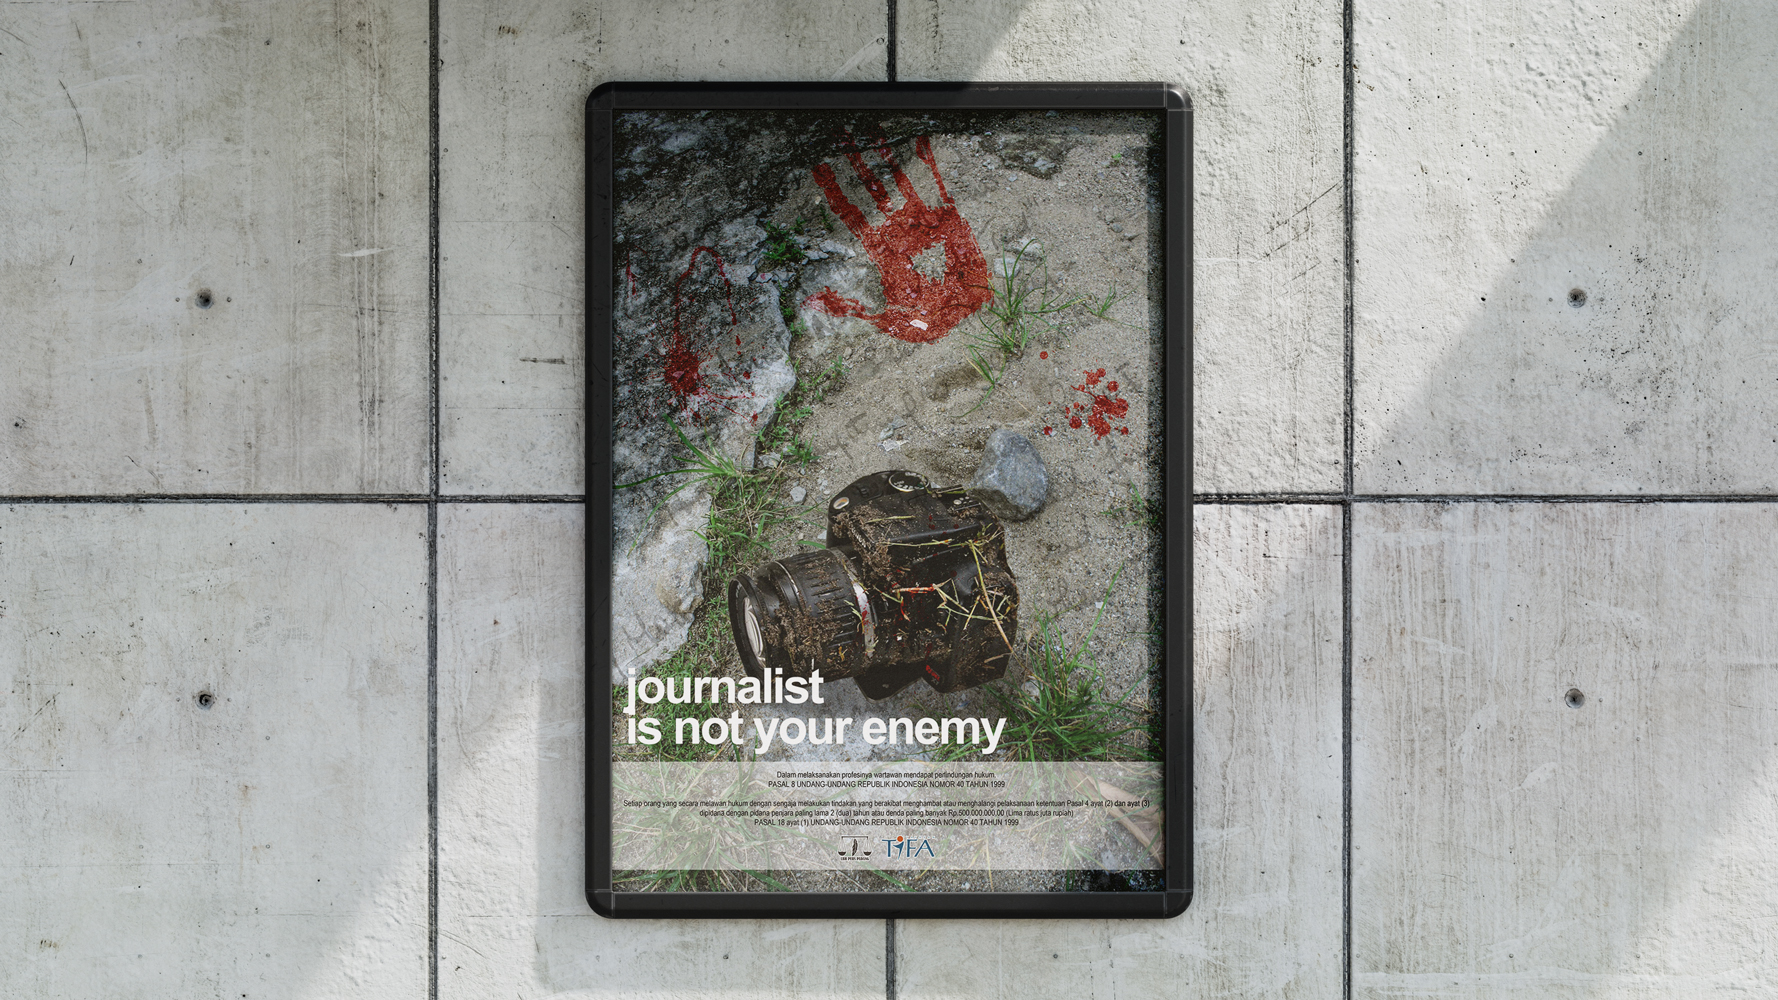 journalist
is not your enemy
Dalam melaksanakan profesinya wartawan mendapat perlindungan hukum.
PASAL 8 UNDANG-UNDANG REPUBLIK INDONESIA NOMOR 40 TAHUN 1999
Setiap orang yang secara melawan hukum dengan sengaja melakukan tindakan yang berakibat menghambat atau menghalangi pelaksanaan ketentuan Pasal 4 ayat (2) dan ayat (3)
dipidana dengan pidana penjara paling lama 2 (dua) tahun atau denda paling banyak Rp.500.000.000,00 (Lima ratus juta rupiah)
PASAL 18 ayat (1) UNDANG-UNDANG REPUBLIK INDONESIA NOMOR 40 TAHUN 1999
LBH PERS PADANG
TIFA